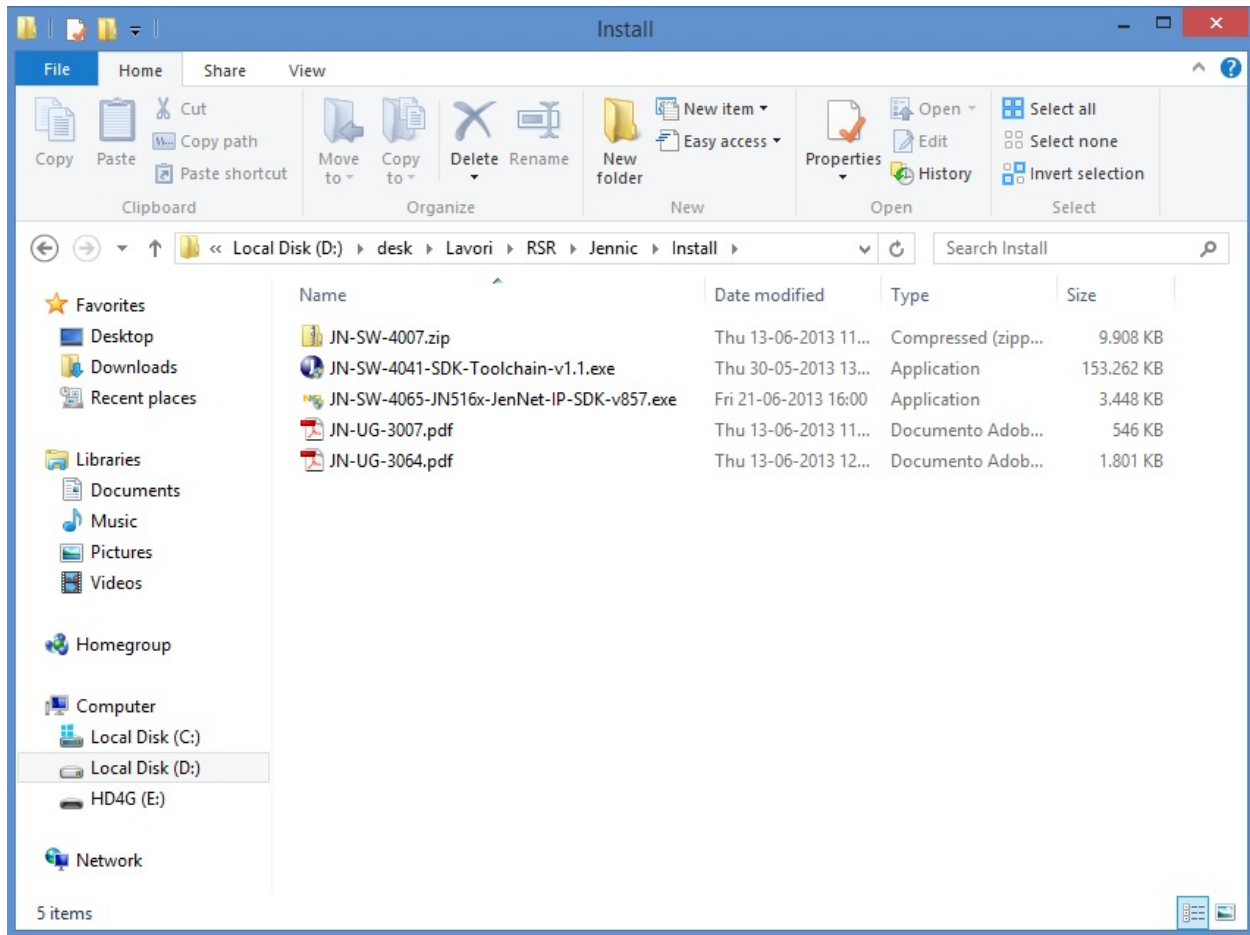 Install
File Home Share View
Copy Paste Cut Copy path Paste shortcut Move to Copy to Delete Rename New folder New item Easy access Properties Open Edit History Select all Select none Invert selection
Clipboard Organize New Open Select
« Local Disk (D:) desk Lavori RSR Jennic Install Search Install
Name Date modified Type Size
JN-SW-4007.zip Thu 13-06-2013 11... Compressed (zipp... 9.908 KB
JN-SW-4041-SDK-Toolchain-v1.1.exe Thu 30-05-2013 13... Application 153.262 KB
JN-SW-4065-JN516x-JenNet-IP-SDK-v857.exe Fri 21-06-2013 16:00 Application 3.448 KB
JN-UG-3007.pdf Thu 13-06-2013 11... Documento Adob... 546 KB
JN-UG-3064.pdf Thu 13-06-2013 12... Documento Adob... 1.801 KB
Favorites
Desktop
Downloads
Recent places
Libraries
Documents
Music
Pictures
Videos
Homegroup
Computer
Local Disk (C:)
Local Disk (D:)
HD4G (E:)
Network
5 items